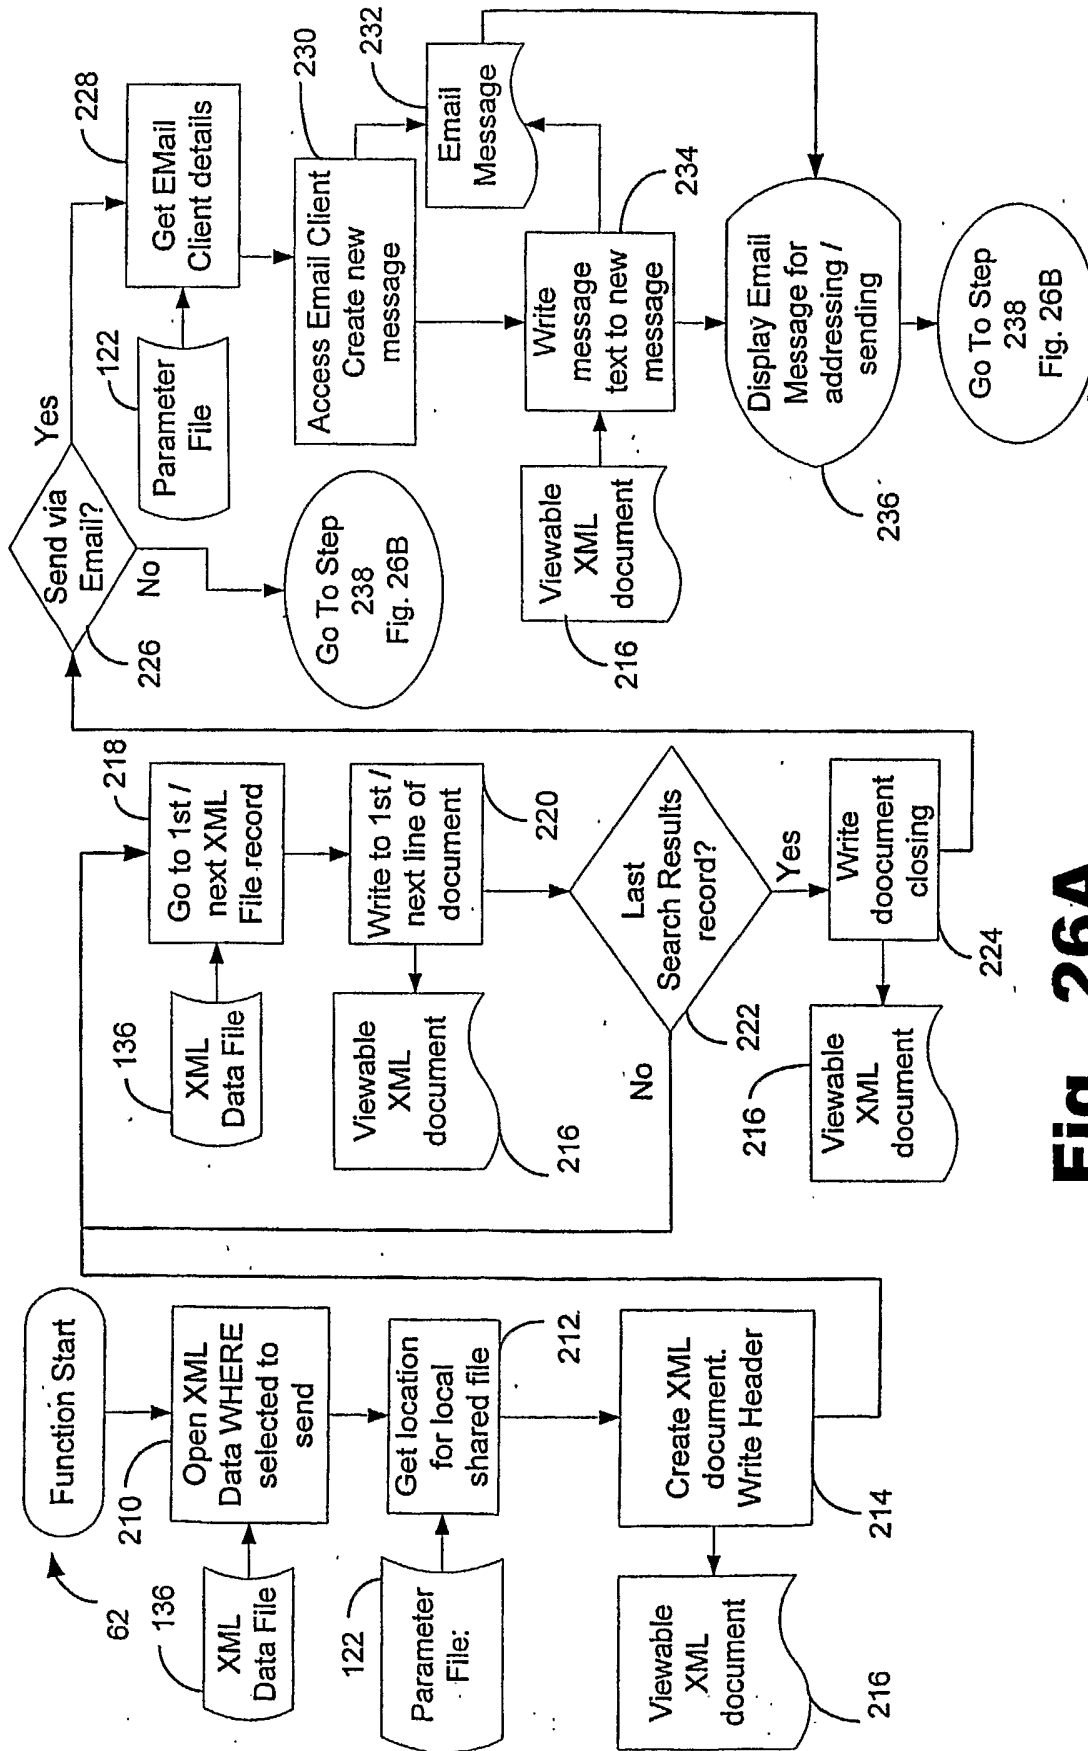 Function Start
62
210
Open XML
Data WHERE
selected to
send
136
XML
Data File
Get location
for local
shared file
212
122
Parameter
File:
Create XML
document.
Write Header
214
Viewable
XML
document
216
218
Go to 1st /
next XML
File record
136
XML
Data File
Write to 1st /
next line of
document
220
Viewable
XML
document
216
Last
Search Results
record?
222
No
Yes
Write
doocument
closing
224
216
Viewable
XML
document
Send via
Email?
226
Yes
No
Go To Step
238
Fig. 26B
228
Get EMail
Client details
122
Parameter
File
230
Access Email Client
Create new
message
232
Email
Message
Write
message
text to new
message
234
Viewable
XML
document
216
Display Email
Message for
addressing /
sending
236
Go To Step
238
Fig. 26B
Fig. 26A